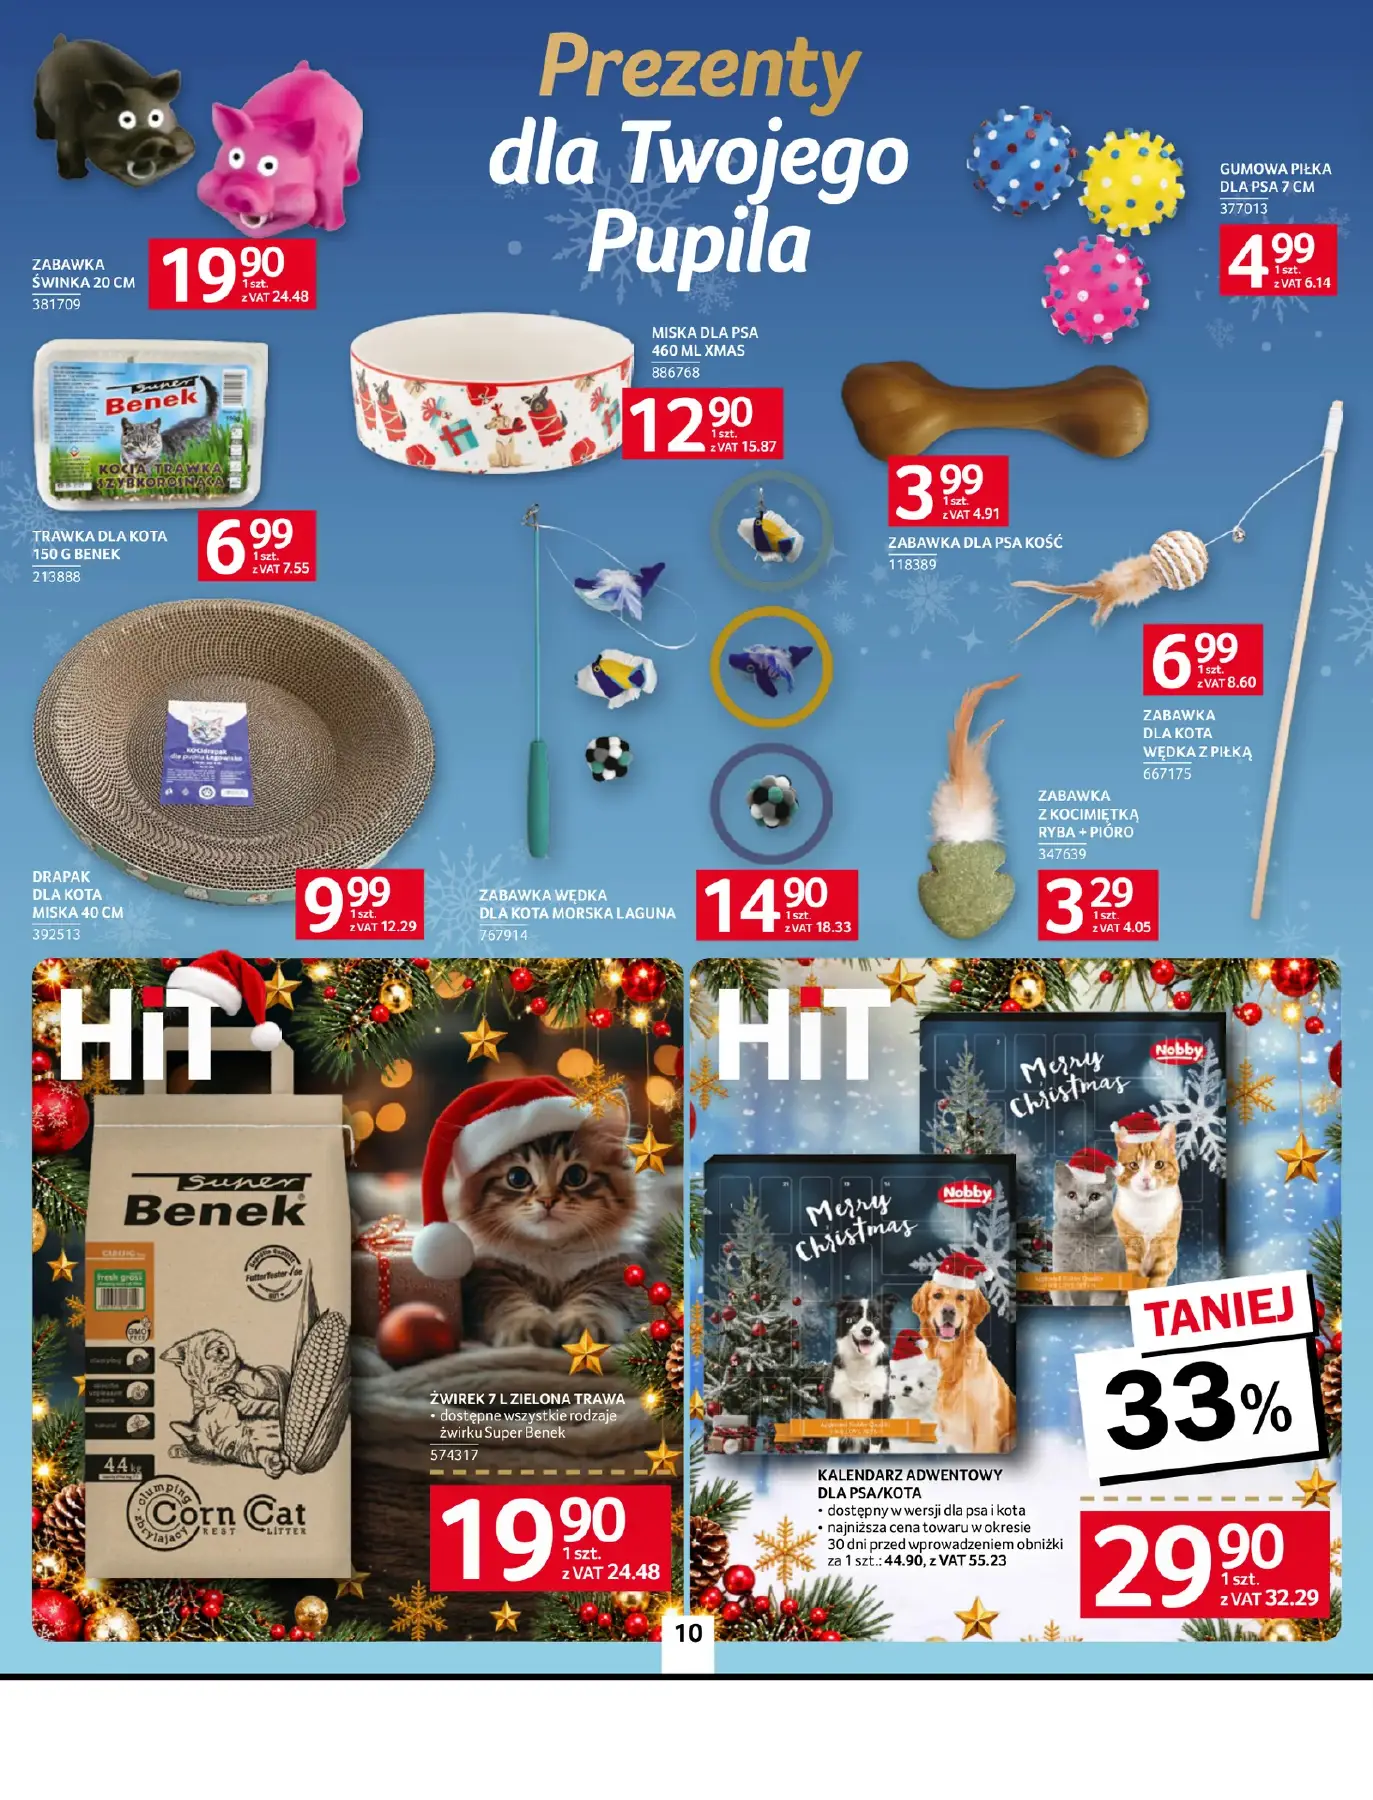 Prezenty
dla Twojego
Pupila
ZABAWKA
ŚWINKA 20 CM
381709
19 90
1 szt.
z VAT 24.48
GUMOWA PIŁKA
DLA PSA 7 CM
377013
4 99
1 szt.
z VAT 6.14
MISKA DLA PSA
460 ML XMAS
886768
12 90
1 szt.
z VAT 15.87
Super
Benek
KOCIA TRAWKA
SZYBKOROSNĄCA
TRAWKA DLA KOTA
150 G BENEK
213888
6 99
1 szt.
z VAT 7.55
3 99
1 szt.
z VAT 4.91
ZABAWKA DLA PSA KOŚĆ
118389
6 99
1 szt.
z VAT 8.60
ZABAWKA
DLA KOTA
WĘDKA Z PIŁKĄ
667175
ZABAWKA
Z KOCIMIĘTKĄ
RYBA + PIÓRO
347639
3 29
1 szt.
z VAT 4.05
DRAPAK
DLA KOTA
MISKA 40 CM
392513
9 99
1 szt.
z VAT 12.29
ZABAWKA WĘDKA
DLA KOTA MORSKA LAGUNA
767914
14 90
1 szt.
z VAT 18.33
HiT
Super
Benek
fresh grass
clumping
natural
44kg
clumping
zbrylający
Corn Cat
BEST LITTER
ŻWIREK 7 L ZIELONA TRAWA
• dostępne wszystkie rodzaje
żwirku Super Benek
574317
19 90
1 szt.
z VAT 24.48
HiT
Merry
Christmas
Nobby
Merry
Christmas
Nobby
TANIEJ
33%
KALENDARZ ADWENTOWY
DLA PSA/KOTA
• dostępny w wersji dla psa i kota
• najniższa cena towaru w okresie
30 dni przed wprowadzeniem obniżki
za 1 szt.: 44.90, z VAT 55.23
29 90
1 szt.
z VAT 32.29
10